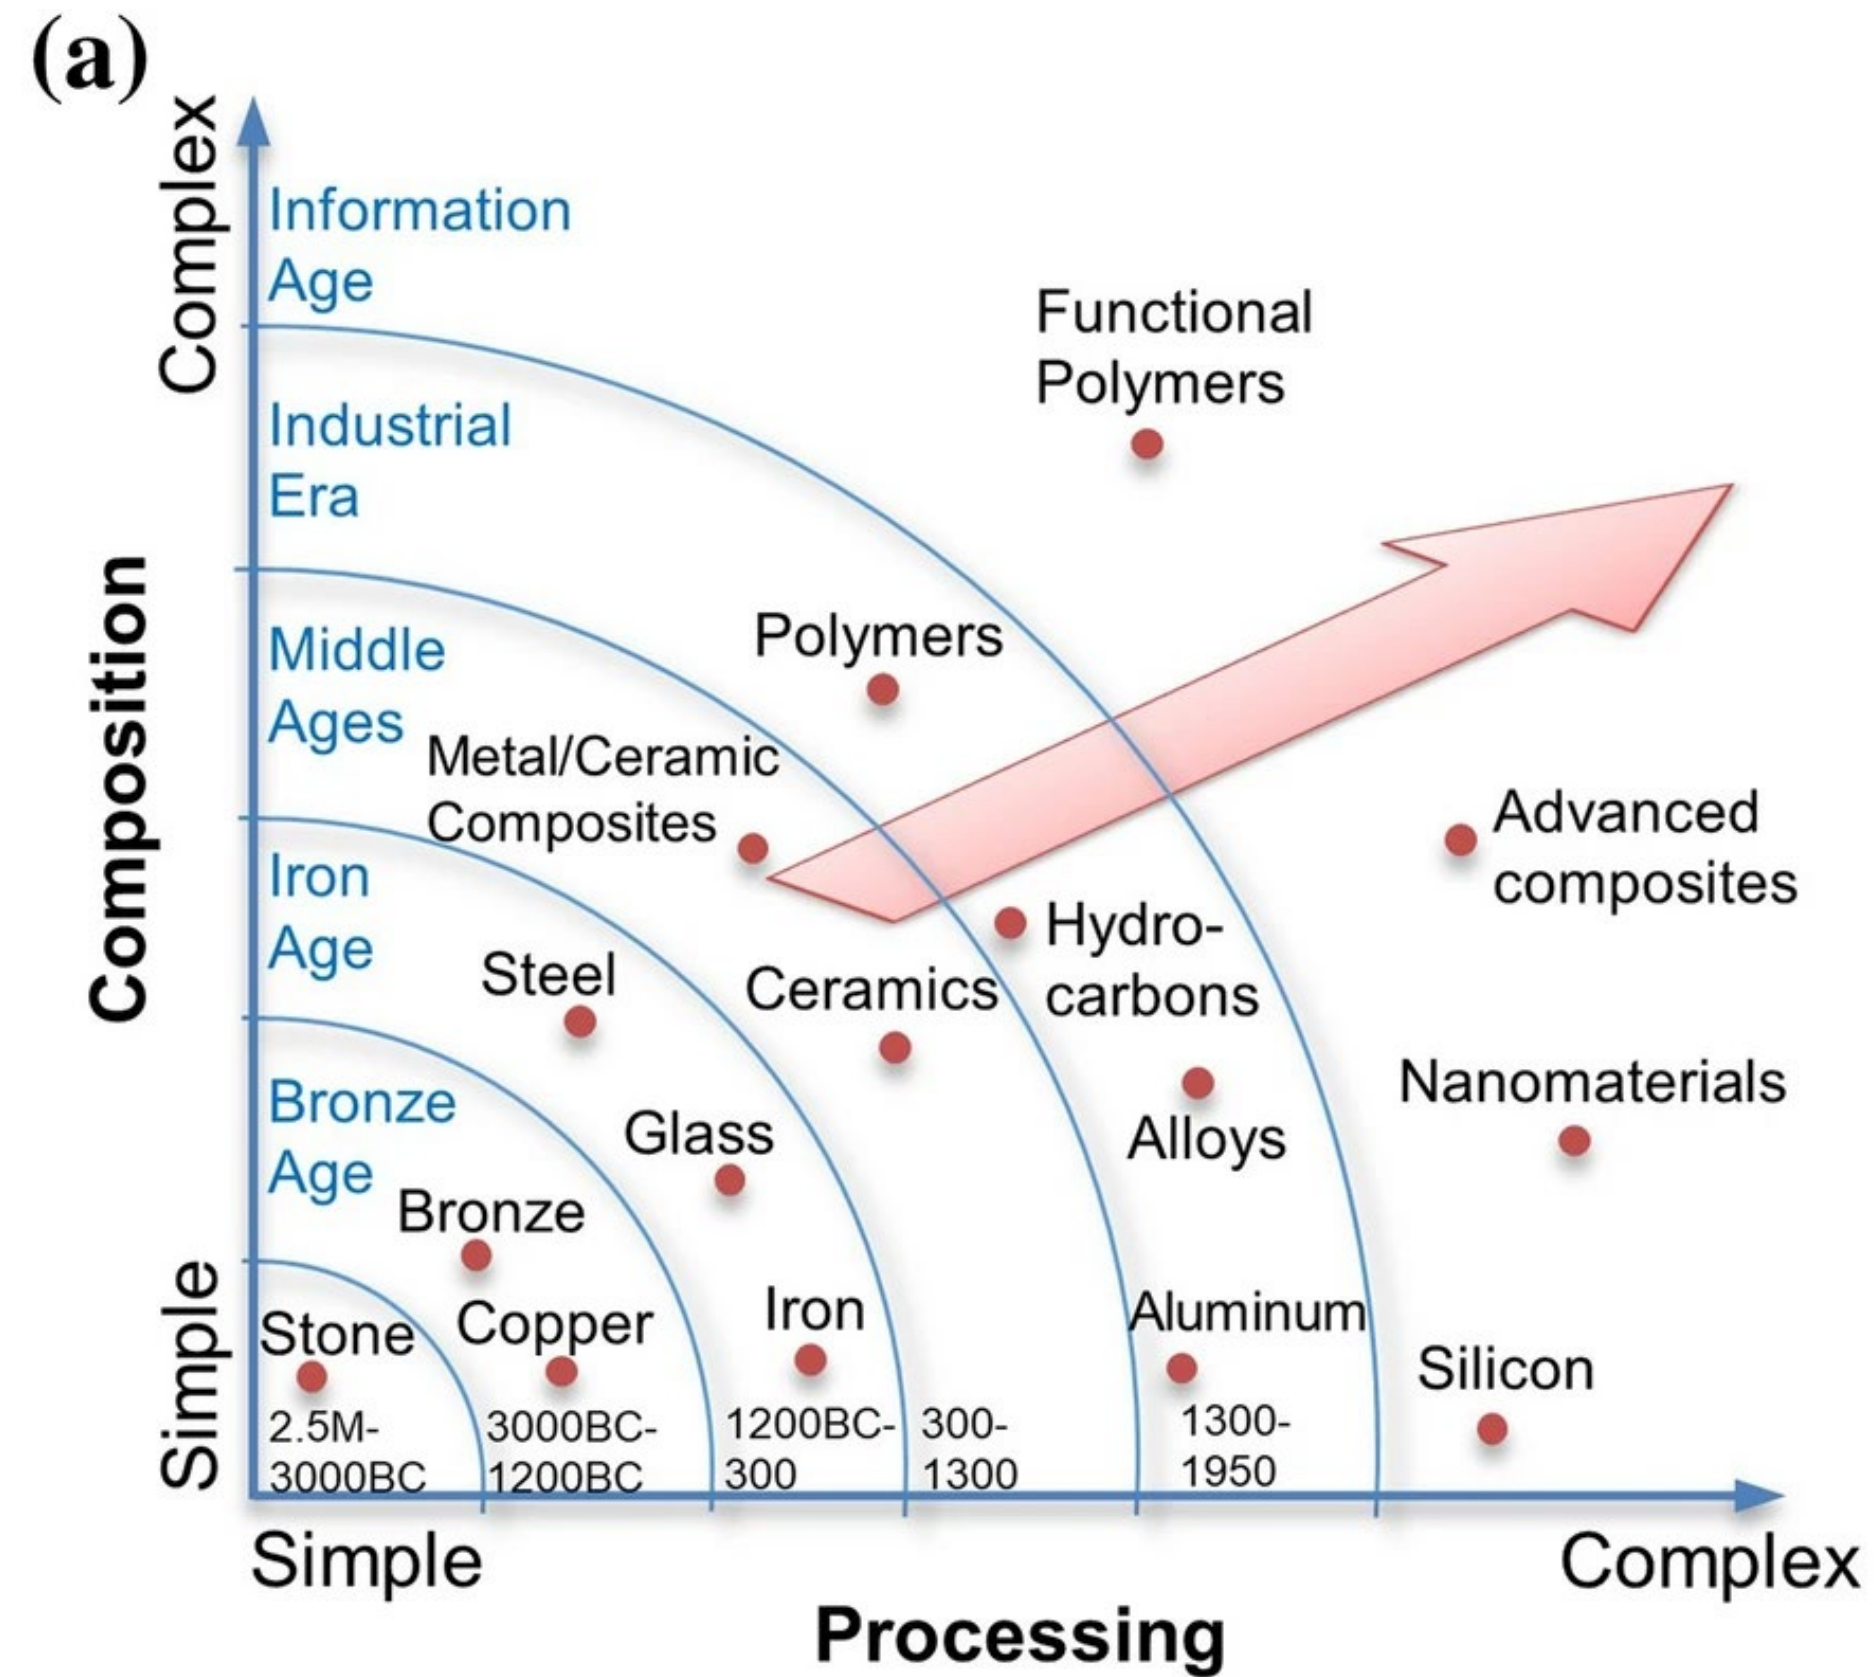 (a)
Complex
Information
Age
Functional
Polymers
Industrial
Era
Composition
Polymers
Middle
Ages
Metal/Ceramic
Composites
Advanced
composites
Iron
Age
Hydro-
carbons
Steel
Ceramics
Bronze
Age
Glass
Alloys
Nanomaterials
Bronze
Simple
Stone
Copper
Iron
Aluminum
Silicon
2.5M-
3000BC
3000BC-
1200BC
1200BC-
300
300-
1300
1300-
1950
Simple
Complex
Processing